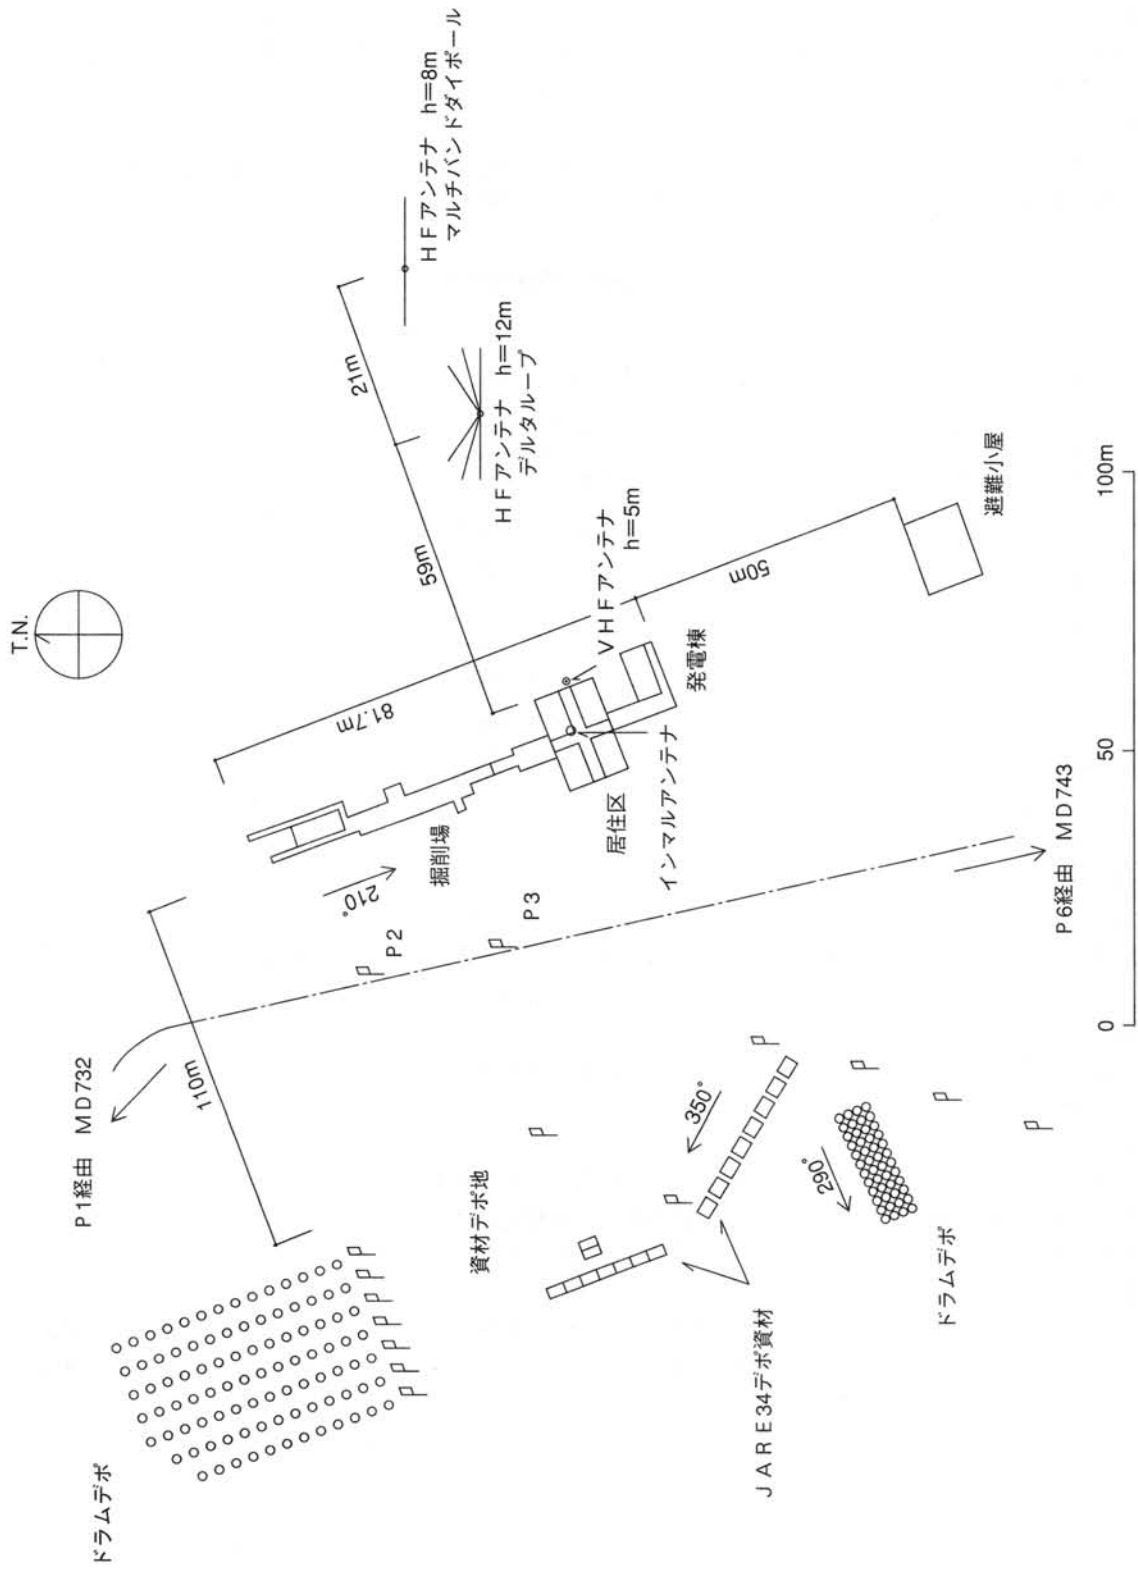 T.N.
HFアンテナ h=8m
マルチバンドダイポール
21m
HFアンテナ h=12m
デルタループ
59m
VHFアンテナ
h=5m
50m
避難小屋
発電棟
81.7m
インマルアンテナ
居住区
掘削場
210°
P2
P3
P1経由 MD732
110m
P6経由 MD743
0
50
100m
350°
290°
資材デポ地
ドラムデポ
JARE34デポ資材
ドラムデポ